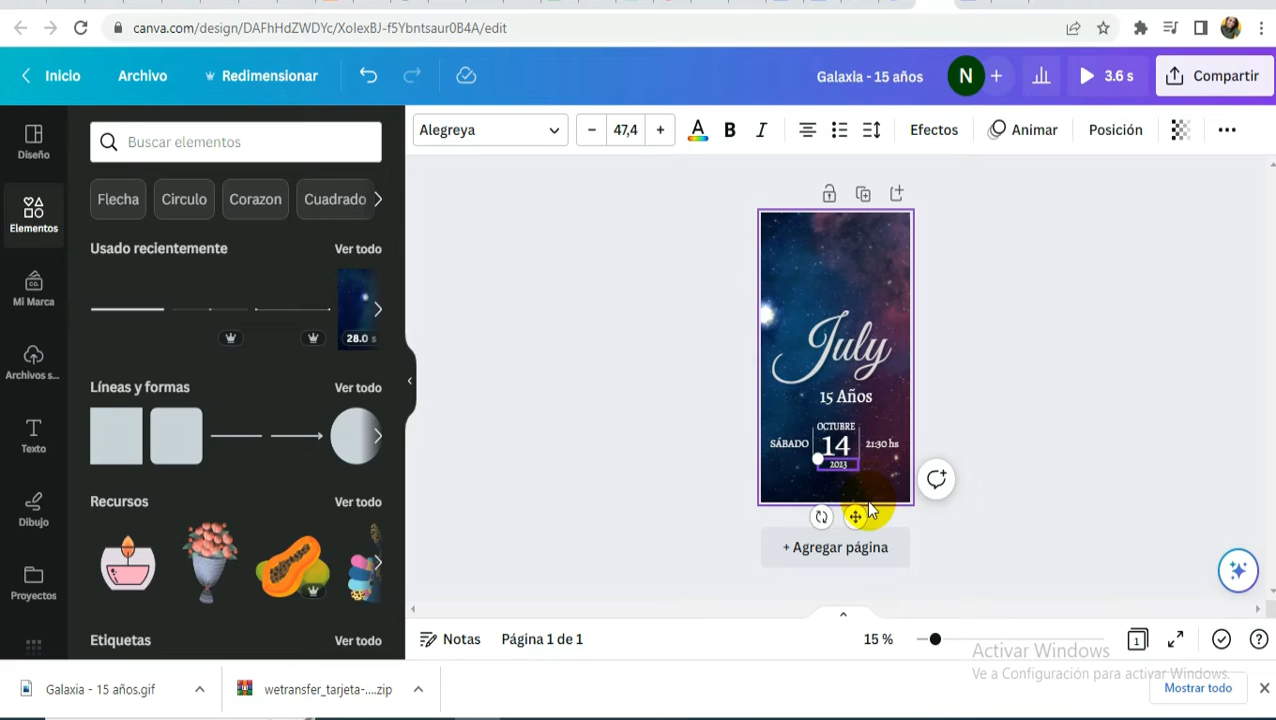 canva.com/design/DAFhHdZWDYc/XolexBJ-f5Ybntsaur0B4A/edit
Inicio
Archivo
Redimensionar
Galaxia - 15 años
N
3.6 s
Compartir
Diseño
Elementos
Mi Marca
Archivos s...
Texto
Dibujo
Proyectos
Buscar elementos
Flecha
Circulo
Corazon
Cuadrado
Usado recientemente
Ver todo
28.0 s
Líneas y formas
Ver todo
Recursos
Ver todo
Etiquetas
Ver todo
Alegreya
47,4
A
B
I
Efectos
Animar
Posición
July
15 Años
OCTUBRE
SÁBADO
14
21:30 hs
2023
+ Agregar página
Notas
Página 1 de 1
15 %
1
Activar Windows
Ve a Configuración para activar Windows.
Galaxia - 15 años.gif
wetransfer_tarjeta-....zip
Mostrar todo